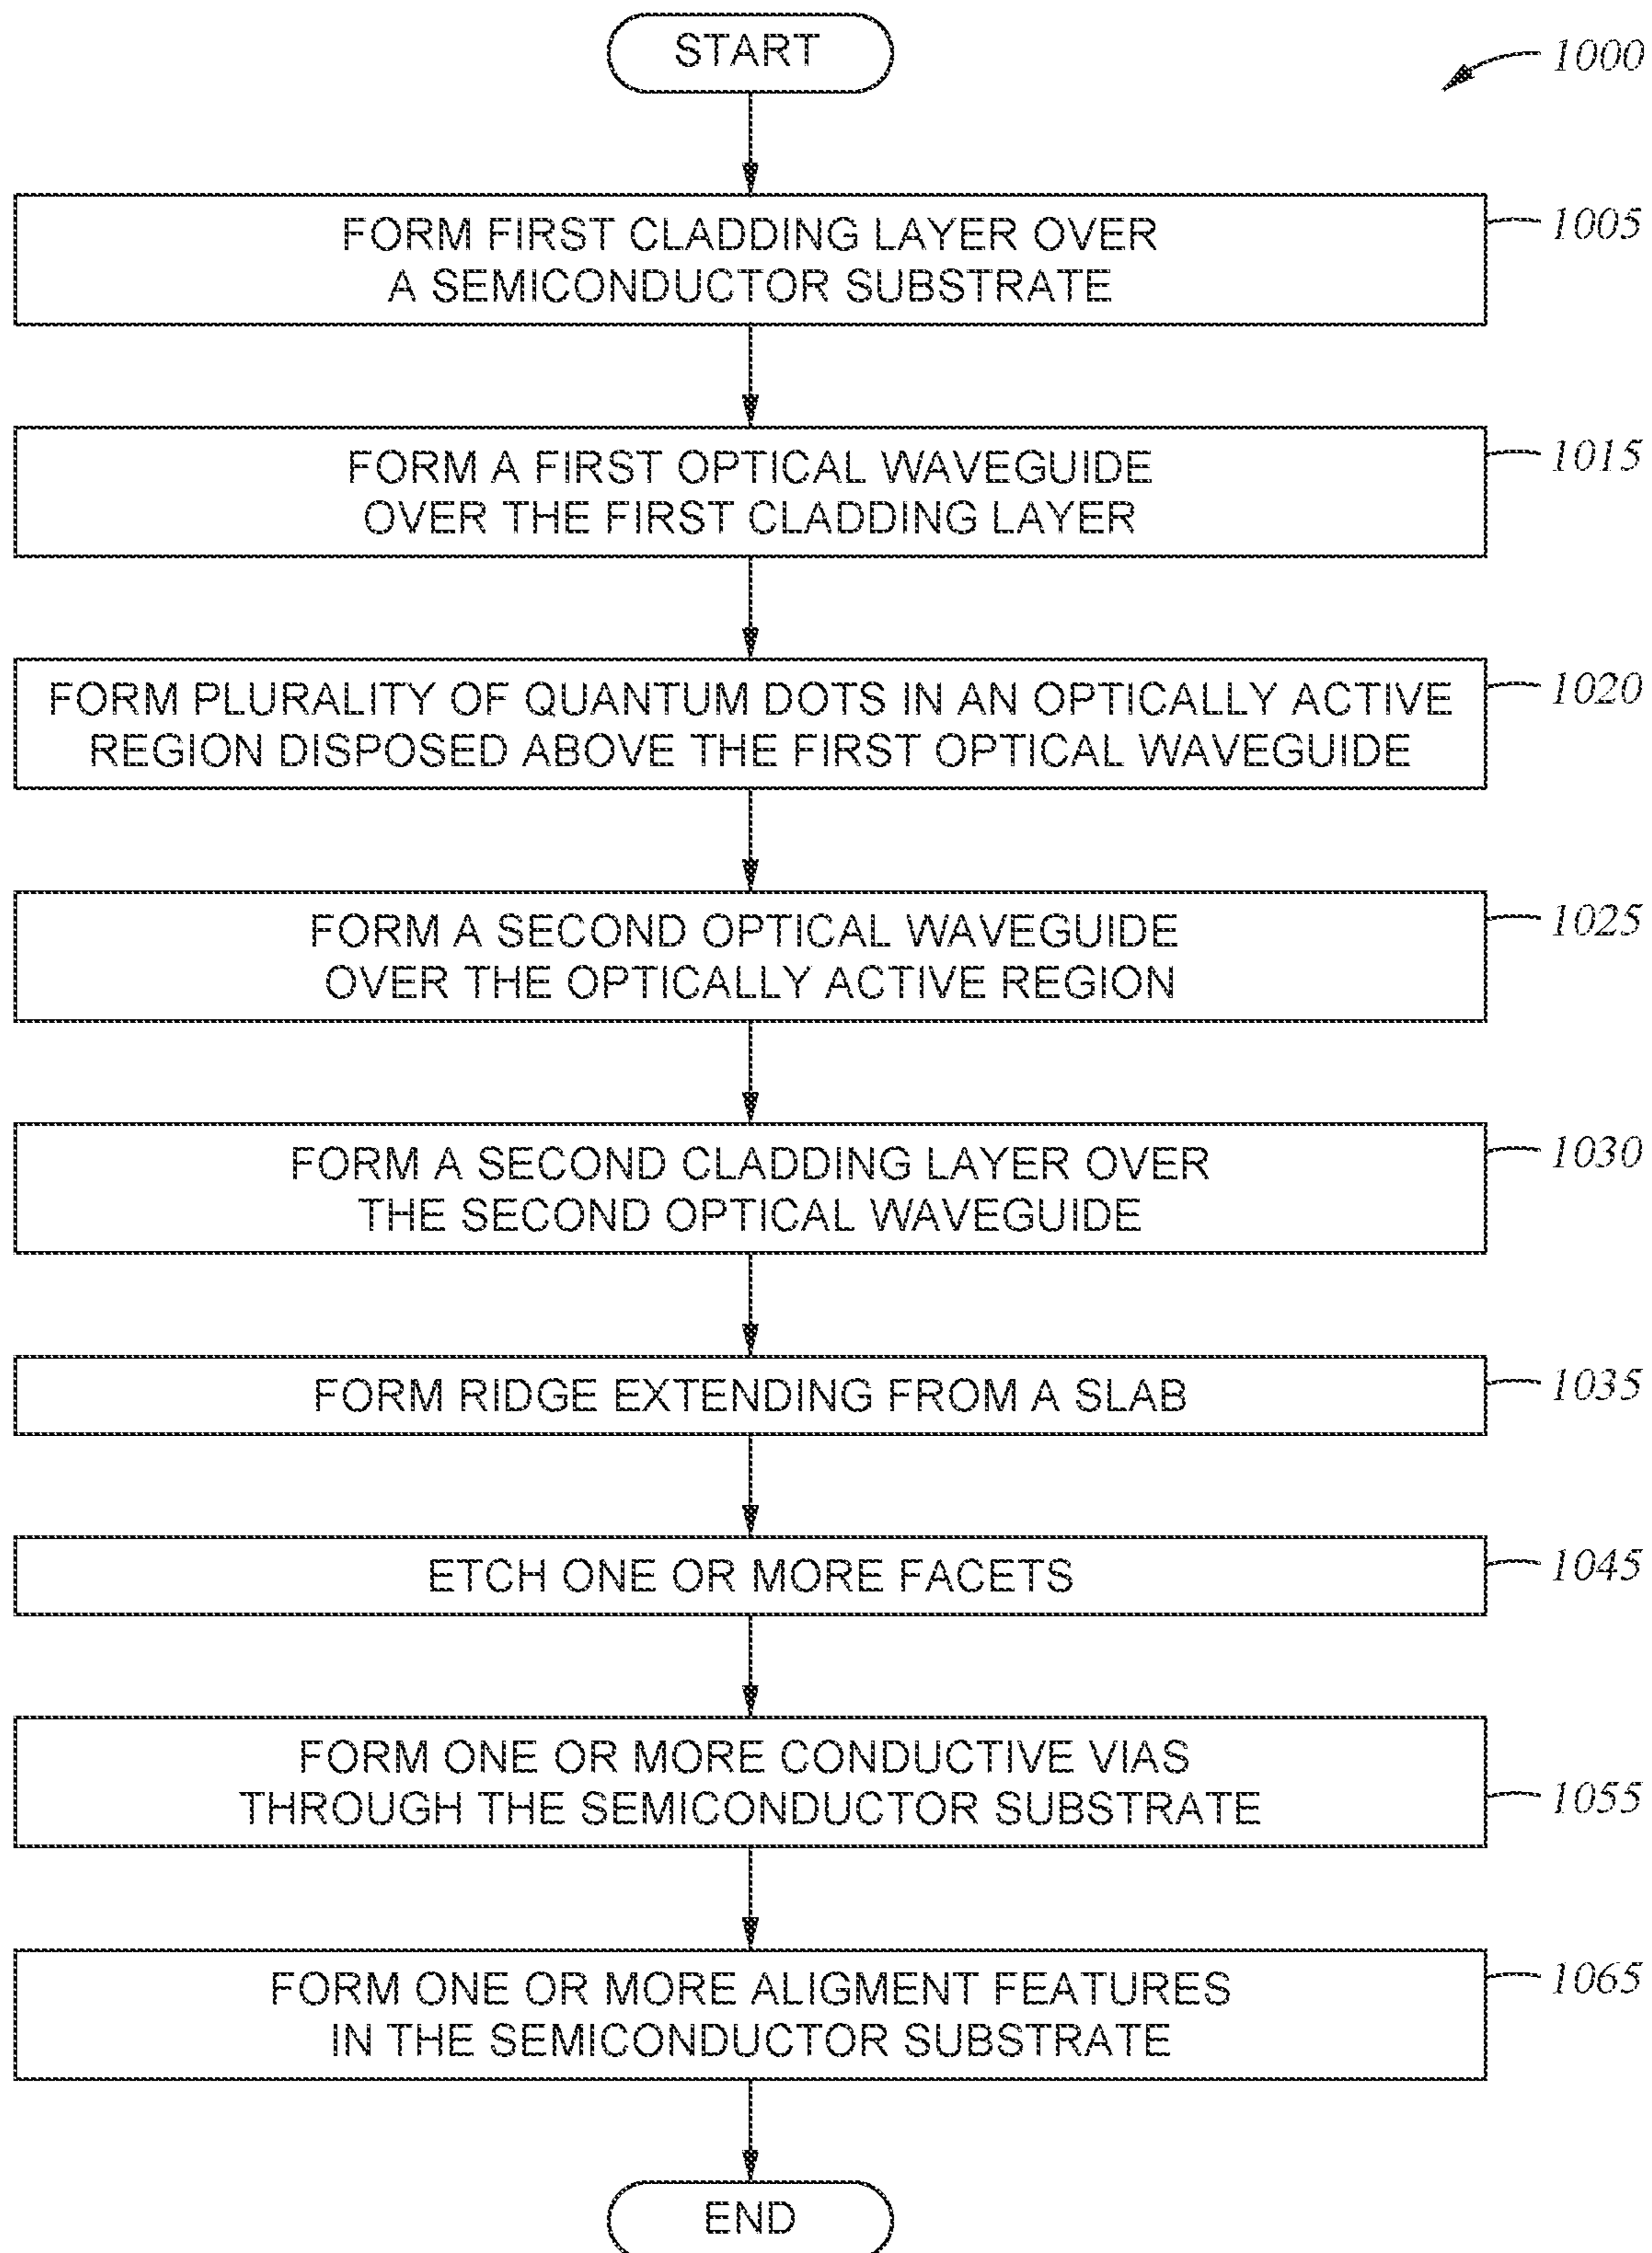 START
1000
FORM FIRST CLADDING LAYER OVER
A SEMICONDUCTOR SUBSTRATE
1005
FORM A FIRST OPTICAL WAVEGUIDE
OVER THE FIRST CLADDING LAYER
1015
FORM PLURALITY OF QUANTUM DOTS IN AN OPTICALLY ACTIVE
REGION DISPOSED ABOVE THE FIRST OPTICAL WAVEGUIDE
1020
FORM A SECOND OPTICAL WAVEGUIDE
OVER THE OPTICALLY ACTIVE REGION
1025
FORM A SECOND CLADDING LAYER OVER
THE SECOND OPTICAL WAVEGUIDE
1030
FORM RIDGE EXTENDING FROM A SLAB
1035
ETCH ONE OR MORE FACETS
1045
FORM ONE OR MORE CONDUCTIVE VIAS
THROUGH THE SEMICONDUCTOR SUBSTRATE
1055
FORM ONE OR MORE ALIGMENT FEATURES
IN THE SEMICONDUCTOR SUBSTRATE
1065
END